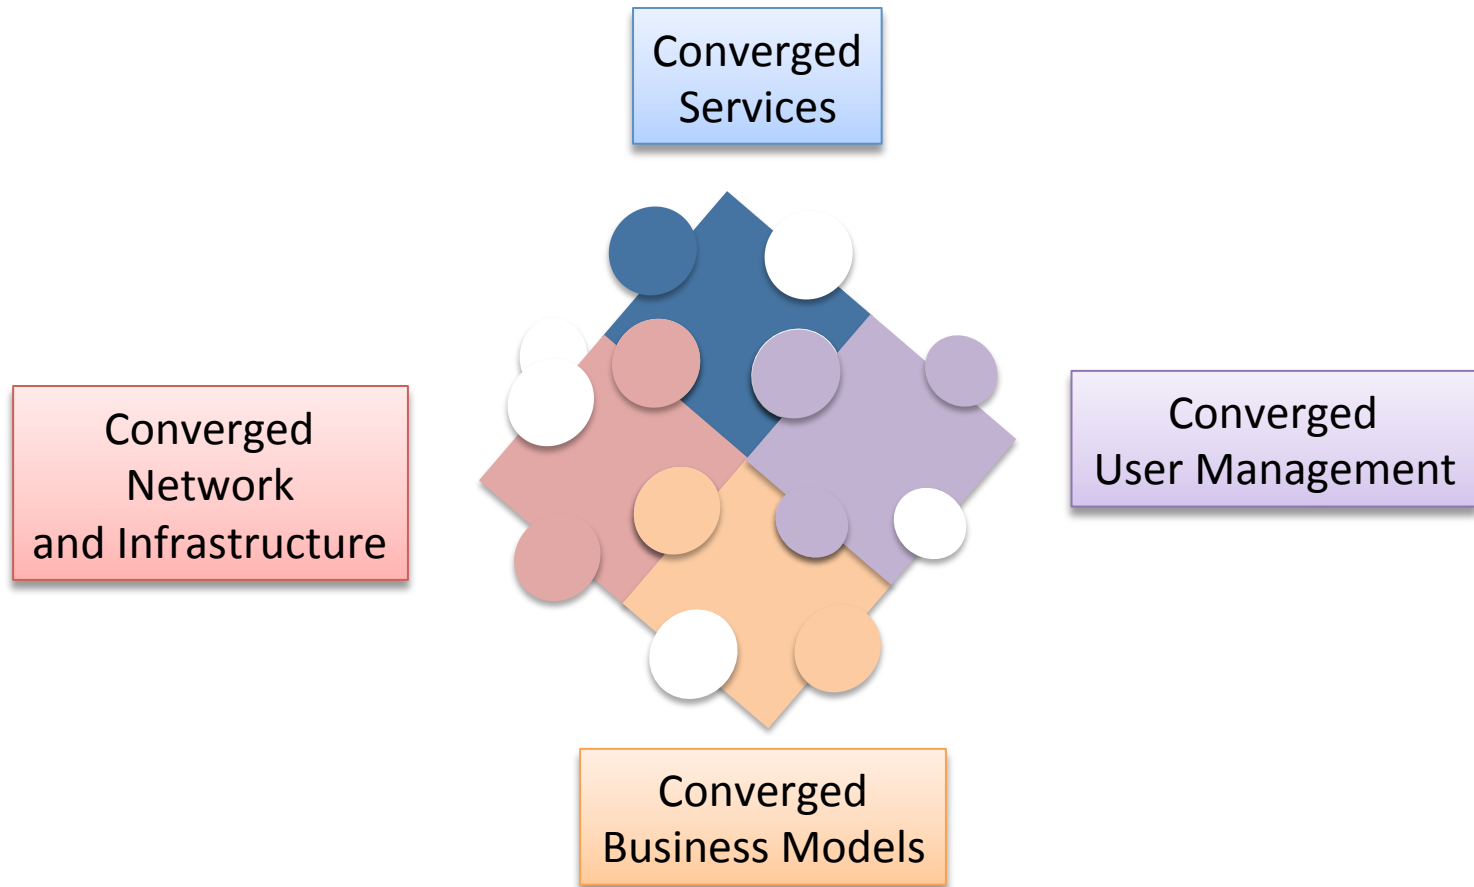 Converged
Services
Converged
Network
and Infrastructure
Converged
User Management
Converged
Business Models